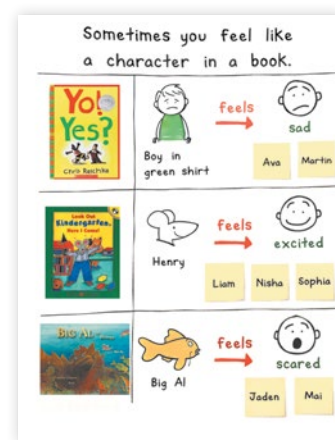 Sometimes you feel like
a character in a book.
Yo!
Yes?
Chris Raschka
Boy in
green shirt
feels
sad
Ava
Martin
Look Out
Kindergarten,
Here I Come!
Henry
feels
excited
Liam
Nisha
Sophia
BIG AL
Big Al
feels
scared
Jaden
Mai